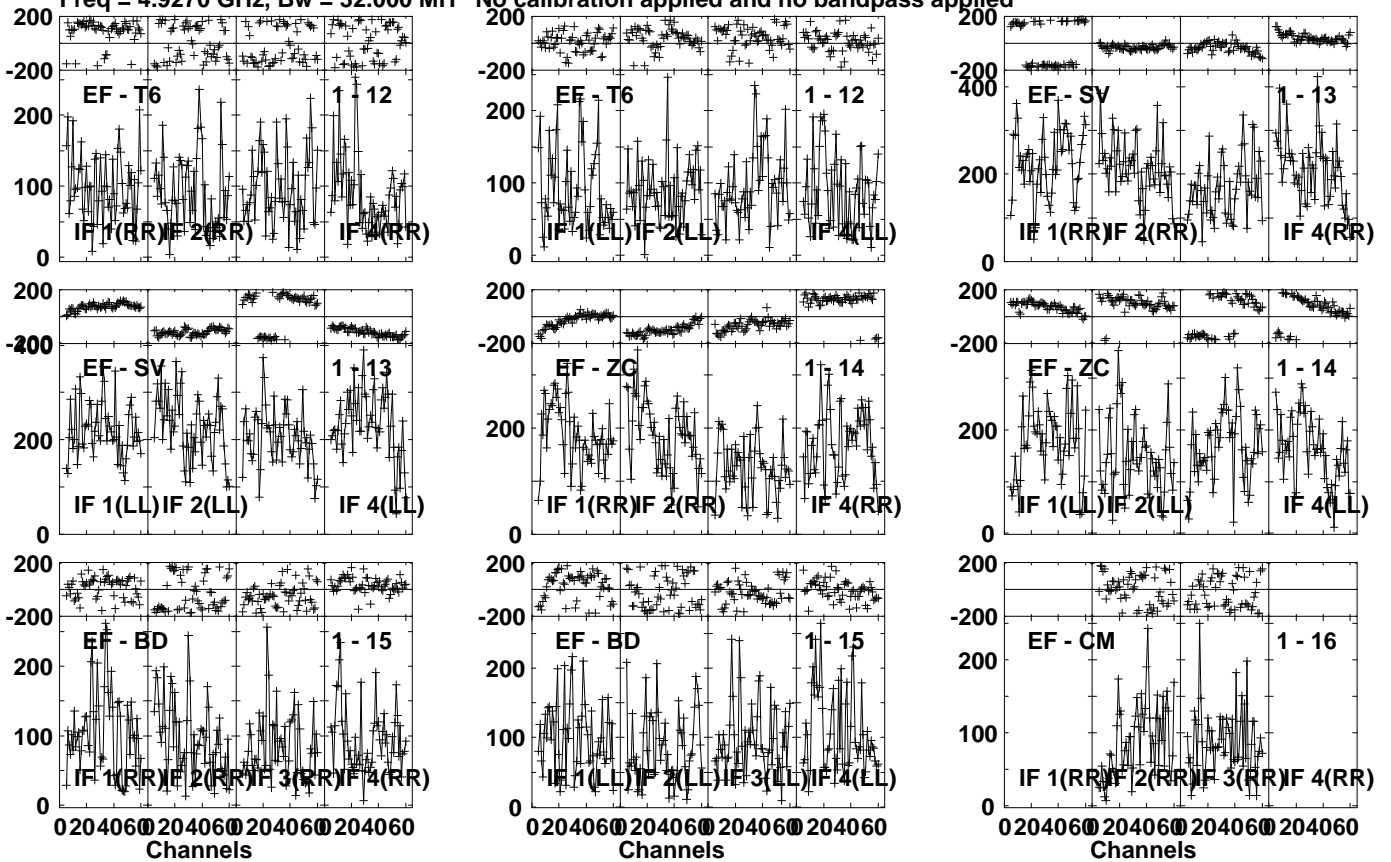 Freq = 4.9270 GHz, Bw = 32.000 MH No calibration applied and no bandpass applied
200 200 200
-200 -200 -200
EF - T6 1 - 12 EF - T6 1 - 12 EF - SV 1 - 13
200 200 400
100 100 200
0 0 0
IF 1(RR) IF 2(RR) IF 4(RR) IF 1(LL) IF 2(LL) IF 4(LL) IF 1(RR) IF 2(RR) IF 4(RR)
200 200 200
-200 -200 -200
400
EF - SV 1 - 13 EF - ZC 1 - 14 EF - ZC 1 - 14
200 200 200
0 0 0
IF 1(LL) IF 2(LL) IF 4(LL) IF 1(RR) IF 2(RR) IF 4(RR) IF 1(LL) IF 2(LL) IF 4(LL)
200 200 200
-200 -200 -200
EF - BD 1 - 15 EF - BD 1 - 15 EF - CM 1 - 16
200 200 200
100 100 100
0 0 0
IF 1(RR) IF 2(RR) IF 3(RR) IF 4(RR) IF 1(LL) IF 2(LL) IF 3(LL) IF 4(LL) IF 1(RR) IF 2(RR) IF 3(RR) IF 4(RR)
0 20 40 60 0 20 40 60 0 20 40 60 0 20 40 60 0 20 40 60 0 20 40 60 0 20 40 60 0 20 40 60 0 20 40 60 0 20 40 60 0 20 40 60 0 20 40 60
Channels Channels Channels